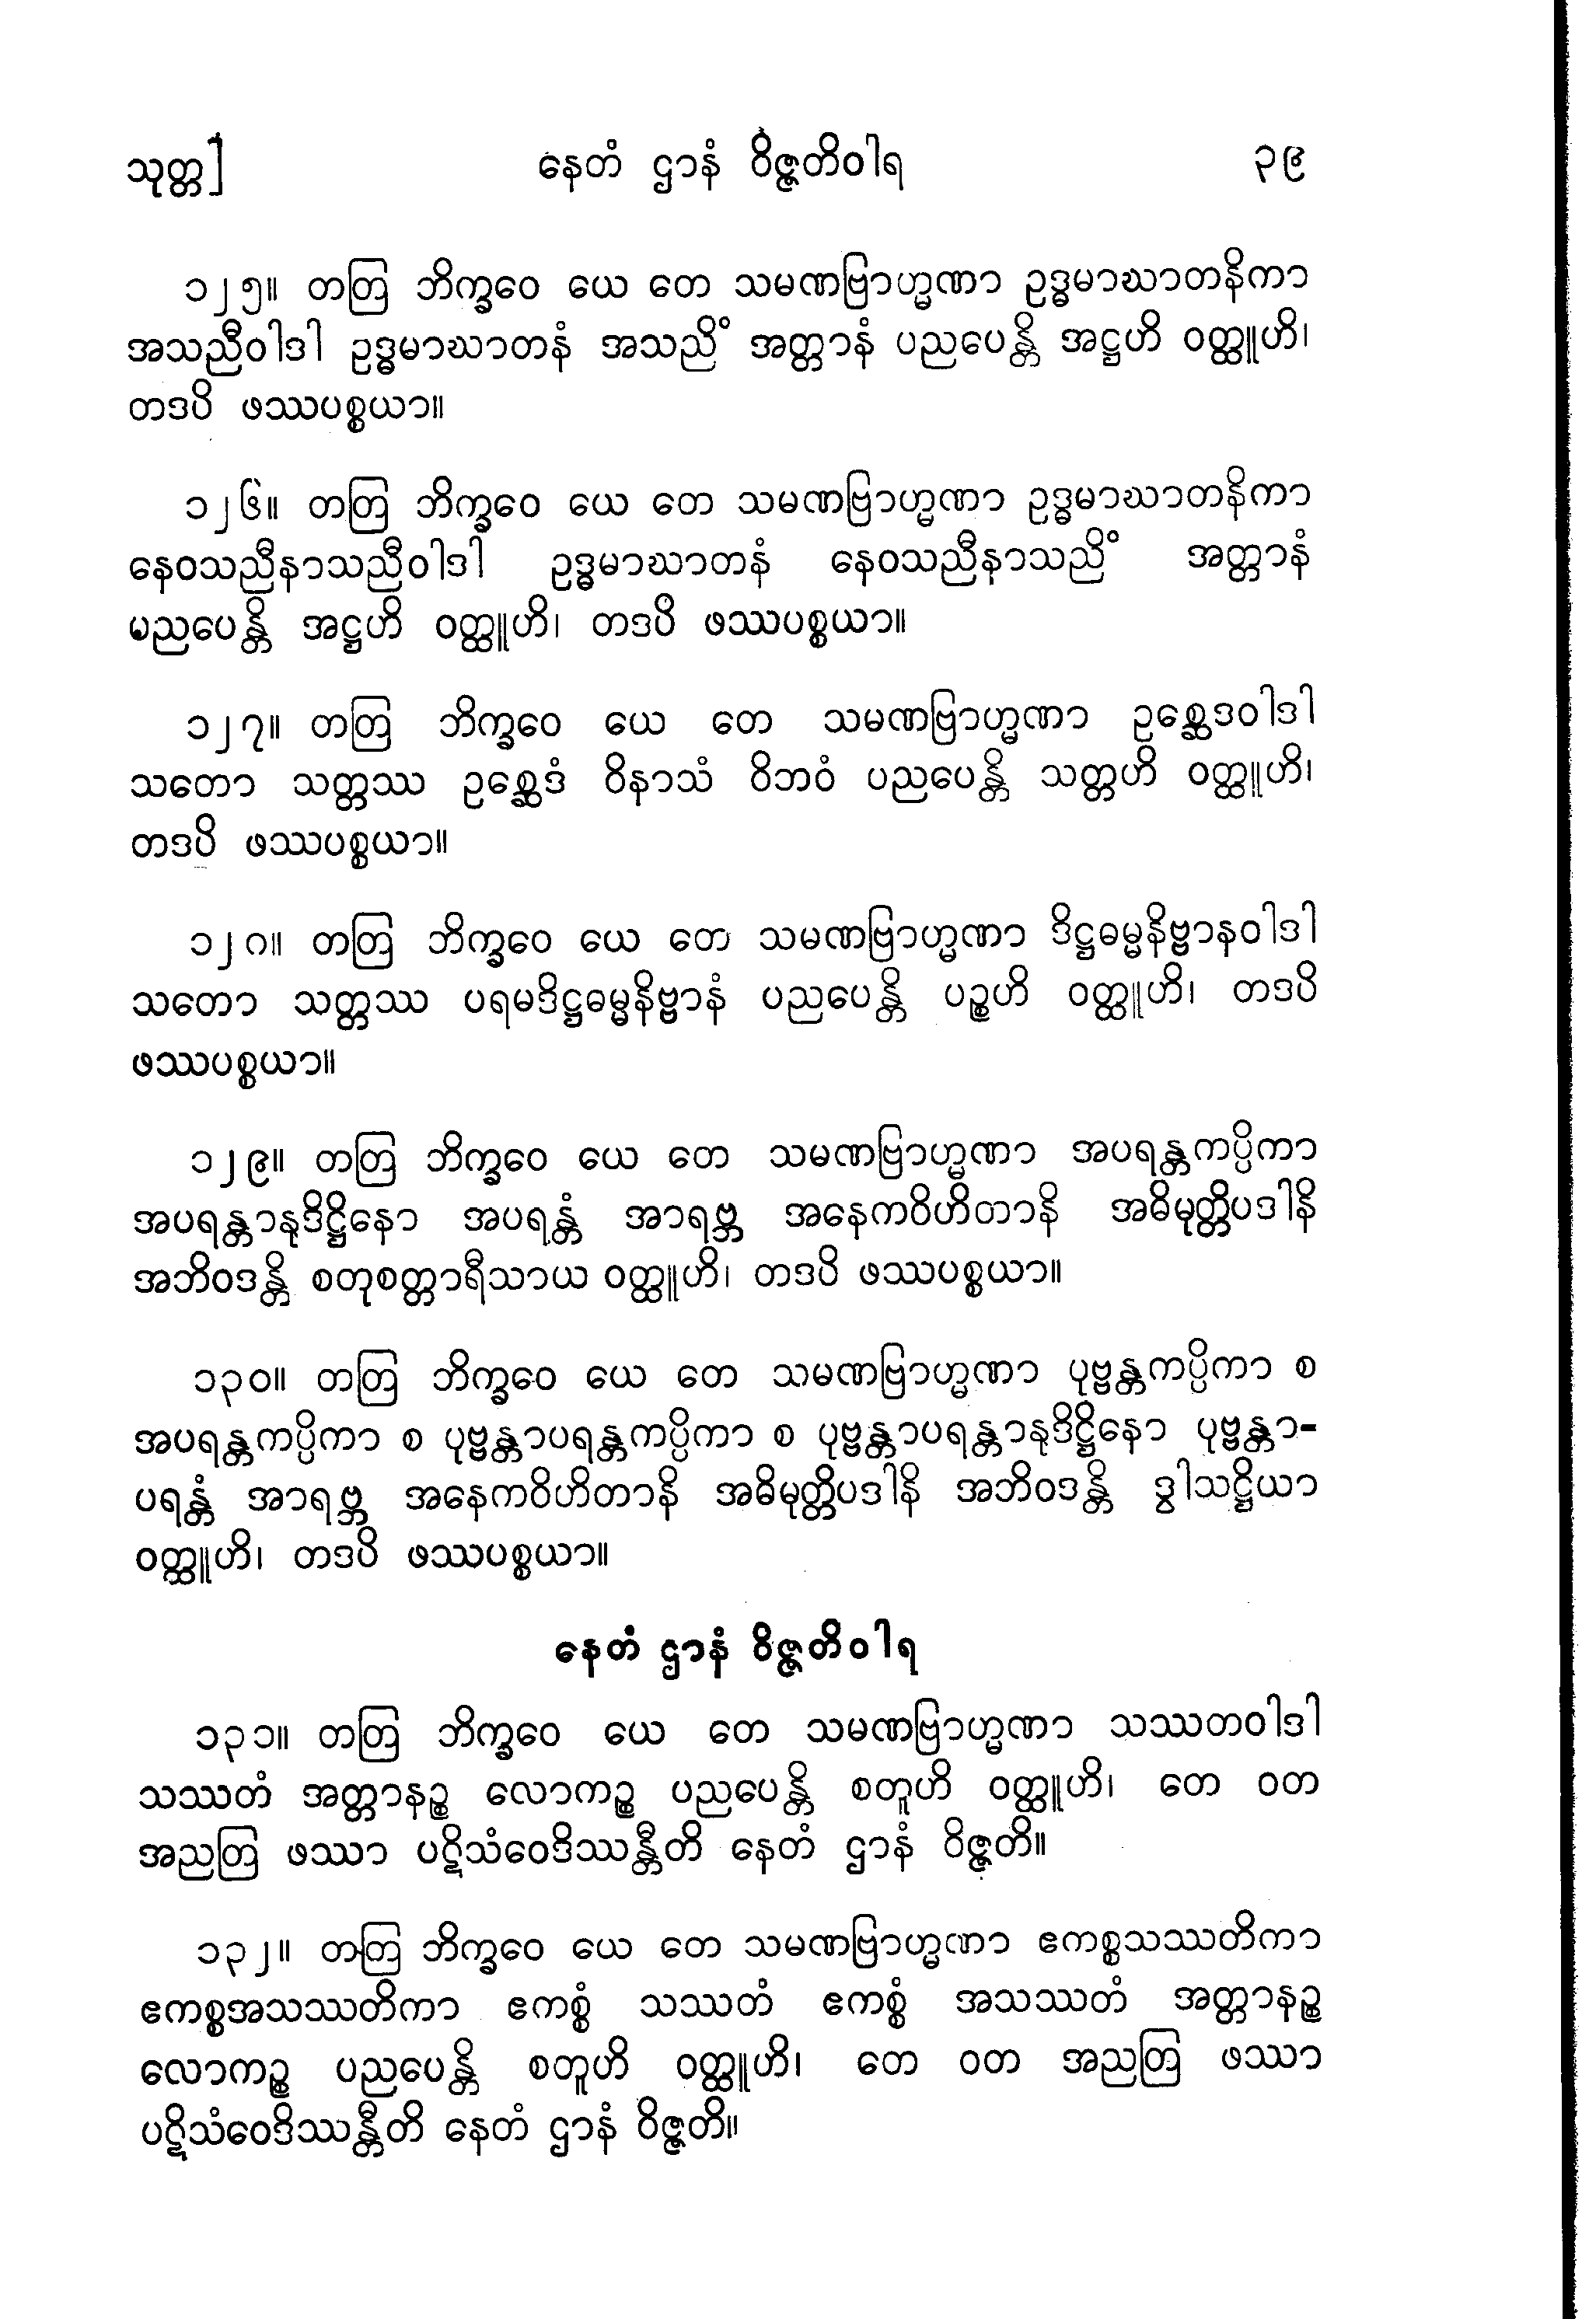 သုတ္တ] နေတံ ဌာနံ ဝိဇ္ဇတိဝါရ ၃၉
၁၂၅။ တတြ ဘိက္ခဝေ ယေ တေ သမဏဗြာဟ္မဏာ ဥဒ္ဓမာဃာတနိကာ
အသညီဝါဒါ ဥဒ္ဓမာဃာတနံ အသညိံ အတ္တာနံ ပညပေန္တိ အဋ္ဌဟိ ဝတ္ထူဟိ၊
တဒပိ ဖဿပစ္စယာ။
၁၂၆။ တတြ ဘိက္ခဝေ ယေ တေ သမဏဗြာဟ္မဏာ ဥဒ္ဓမာဃာတနိကာ
နေဝသညီနာသညီဝါဒါ ဥဒ္ဓမာဃာတနံ နေဝသညီနာသညိံ အတ္တာနံ
ပညပေန္တိ အဋ္ဌဟိ ဝတ္ထူဟိ၊ တဒပိ ဖဿပစ္စယာ။
၁၂၇။ တတြ ဘိက္ခဝေ ယေ တေ သမဏဗြာဟ္မဏာ ဥစ္ဆေဒဝါဒါ
သတော သတ္တဿ ဥစ္ဆေဒံ ဝိနာသံ ဝိဘဝံ ပညပေန္တိ သတ္တဟိ ဝတ္ထူဟိ၊
တဒပိ ဖဿပစ္စယာ။
၁၂၈။ တတြ ဘိက္ခဝေ ယေ တေ သမဏဗြာဟ္မဏာ ဒိဋ္ဌဓမ္မနိဗ္ဗာနဝါဒါ
သတော သတ္တဿ ပရမဒိဋ္ဌဓမ္မနိဗ္ဗာနံ ပညပေန္တိ ပဉ္စဟိ ဝတ္ထူဟိ၊ တဒပိ
ဖဿပစ္စယာ။
၁၂၉။ တတြ ဘိက္ခဝေ ယေ တေ သမဏဗြာဟ္မဏာ အပရန္တကပ္ပိကာ
အပရန္တာနုဒိဋ္ဌိနော အပရန္တံ အာရဗ္ဘ အနေကဝိဟိတာနိ အဓိမုတ္တိပဒါနိ
အဘိဝဒန္တိ စတုစတ္တာရီသာယ ဝတ္ထူဟိ၊ တဒပိ ဖဿပစ္စယာ။
၁၃၀။ တတြ ဘိက္ခဝေ ယေ တေ သမဏဗြာဟ္မဏာ ပုဗ္ဗန္တကပ္ပိကာ စ
အပရန္တကပ္ပိကာ စ ပုဗ္ဗန္တာပရန္တကပ္ပိကာ စ ပုဗ္ဗန္တာပရန္တာနုဒိဋ္ဌိနော ပုဗ္ဗန္တာ-
ပရန္တံ အာရဗ္ဘ အနေကဝိဟိတာနိ အဓိမုတ္တိပဒါနိ အဘိဝဒန္တိ ဒွါသဋ္ဌိယာ
ဝတ္ထူဟိ၊ တဒပိ ဖဿပစ္စယာ။
နေတံ ဌာနံ ဝိဇ္ဇတိဝါရ
၁၃၁။ တတြ ဘိက္ခဝေ ယေ တေ သမဏဗြာဟ္မဏာ သဿတဝါဒါ
သဿတံ အတ္တာနဉ္စ လောကဉ္စ ပညပေန္တိ စတူဟိ ဝတ္ထူဟိ၊ တေ ဝတ
အညတြ ဖဿာ ပဋိသံဝေဒိဿန္တီတိ နေတံ ဌာနံ ဝိဇ္ဇတိ။
၁၃၂။ တတြ ဘိက္ခဝေ ယေ တေ သမဏဗြာဟ္မဏာ ဧကစ္စသဿတိကာ
ဧကစ္စအသဿတိကာ ဧကစ္စံ သဿတံ ဧကစ္စံ အသဿတံ အတ္တာနဉ္စ
လောကဉ္စ ပညပေန္တိ စတူဟိ ဝတ္ထူဟိ၊ တေ ဝတ အညတြ ဖဿာ
ပဋိသံဝေဒိဿန္တီတိ နေတံ ဌာနံ ဝိဇ္ဇတိ။